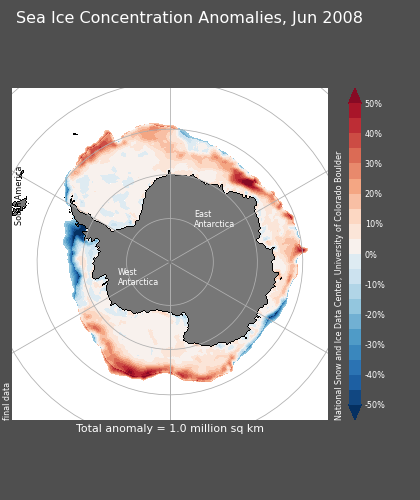 Sea Ice Concentration Anomalies, Jun 2008
South America
East
Antarctica
West
Antarctica
final data
National Snow and Ice Data Center, University of Colorado Boulder
50%
40%
30%
20%
10%
0%
-10%
-20%
-30%
-40%
-50%
Total anomaly = 1.0 million sq km